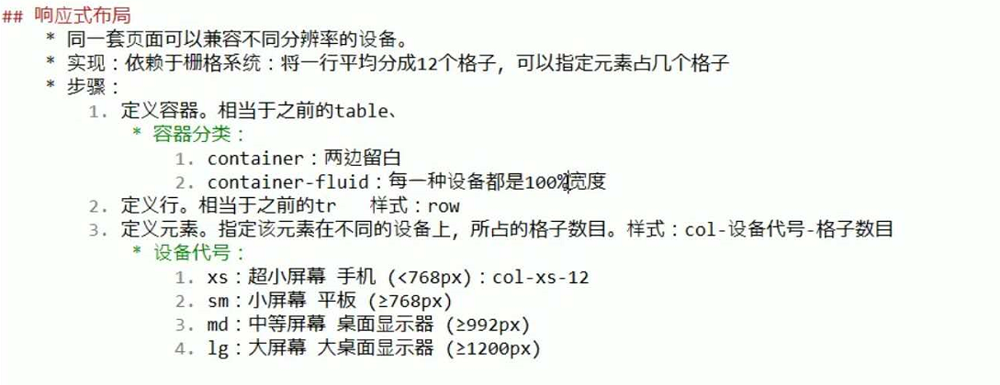 ## 响应式布局
* 同一套页面可以兼容不同分辨率的设备。
* 实现：依赖于栅格系统：将一行平均分成12个格子，可以指定元素占几个格子
* 步骤：
1. 定义容器。相当于之前的table、
* 容器分类：
1. container：两边留白
2. container-fluid：每一种设备都是100%宽度
2. 定义行。相当于之前的tr   样式：row
3. 定义元素。指定该元素在不同的设备上，所占的格子数目。样式：col-设备代号-格子数目
* 设备代号：
1. xs：超小屏幕 手机 (<768px)：col-xs-12
2. sm：小屏幕 平板 (≥768px)
3. md：中等屏幕 桌面显示器 (≥992px)
4. lg：大屏幕 大桌面显示器 (≥1200px)